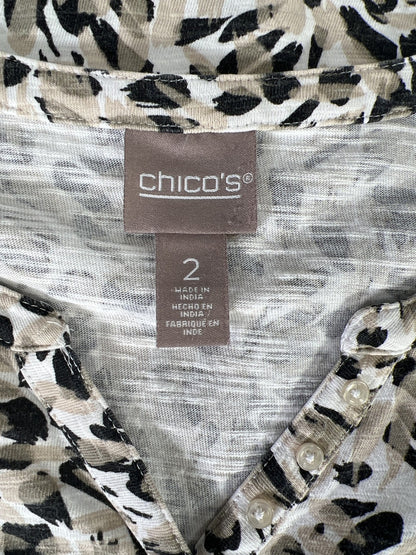 chico's®
2
MADE IN
INDIA
HECHO EN
INDIA /
FABRIQUÉ EN
INDE